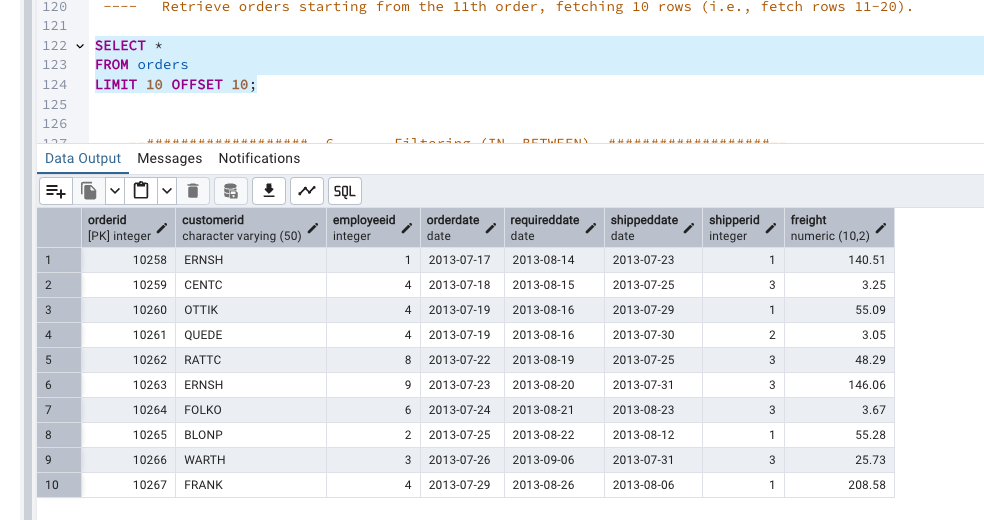 120 ---- Retrieve orders starting from the 11th order, fetching 10 rows (i.e., fetch rows 11-20).
121
122 SELECT *
123 FROM orders
124 LIMIT 10 OFFSET 10;
125
126
127 ################### 6 Filtering (IN, BETWEEN) ###################
Data Output Messages Notifications
SQL
orderid customerid employeeid orderdate requireddate shippeddate shipperid freight
[PK] integer character varying (50) integer date date date integer numeric (10,2)
1 10258 ERNSH 1 2013-07-17 2013-08-14 2013-07-23 1 140.51
2 10259 CENTC 4 2013-07-18 2013-08-15 2013-07-25 3 3.25
3 10260 OTTIK 4 2013-07-19 2013-08-16 2013-07-29 1 55.09
4 10261 QUEDE 4 2013-07-19 2013-08-16 2013-07-30 2 3.05
5 10262 RATTC 8 2013-07-22 2013-08-19 2013-07-25 3 48.29
6 10263 ERNSH 9 2013-07-23 2013-08-20 2013-07-31 3 146.06
7 10264 FOLKO 6 2013-07-24 2013-08-21 2013-08-23 3 3.67
8 10265 BLONP 2 2013-07-25 2013-08-22 2013-08-12 1 55.28
9 10266 WARTH 3 2013-07-26 2013-09-06 2013-07-31 3 25.73
10 10267 FRANK 4 2013-07-29 2013-08-26 2013-08-06 1 208.58